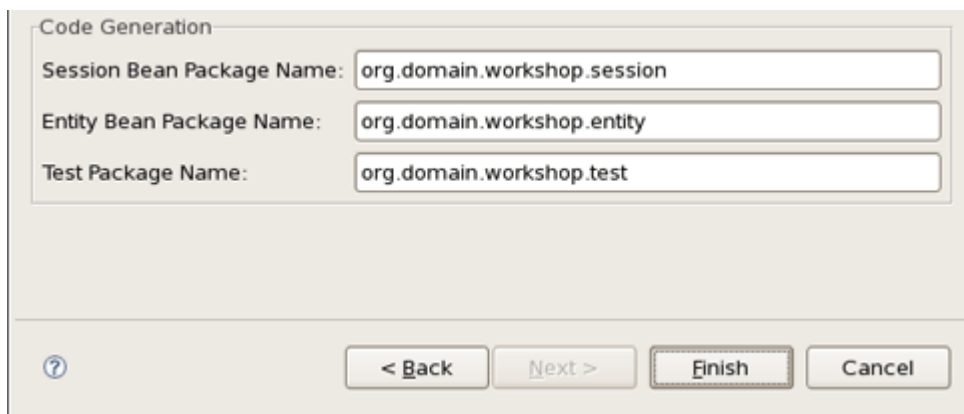 Code Generation
Session Bean Package Name: org.domain.workshop.session
Entity Bean Package Name: org.domain.workshop.entity
Test Package Name: org.domain.workshop.test
? < Back Next > Finish Cancel